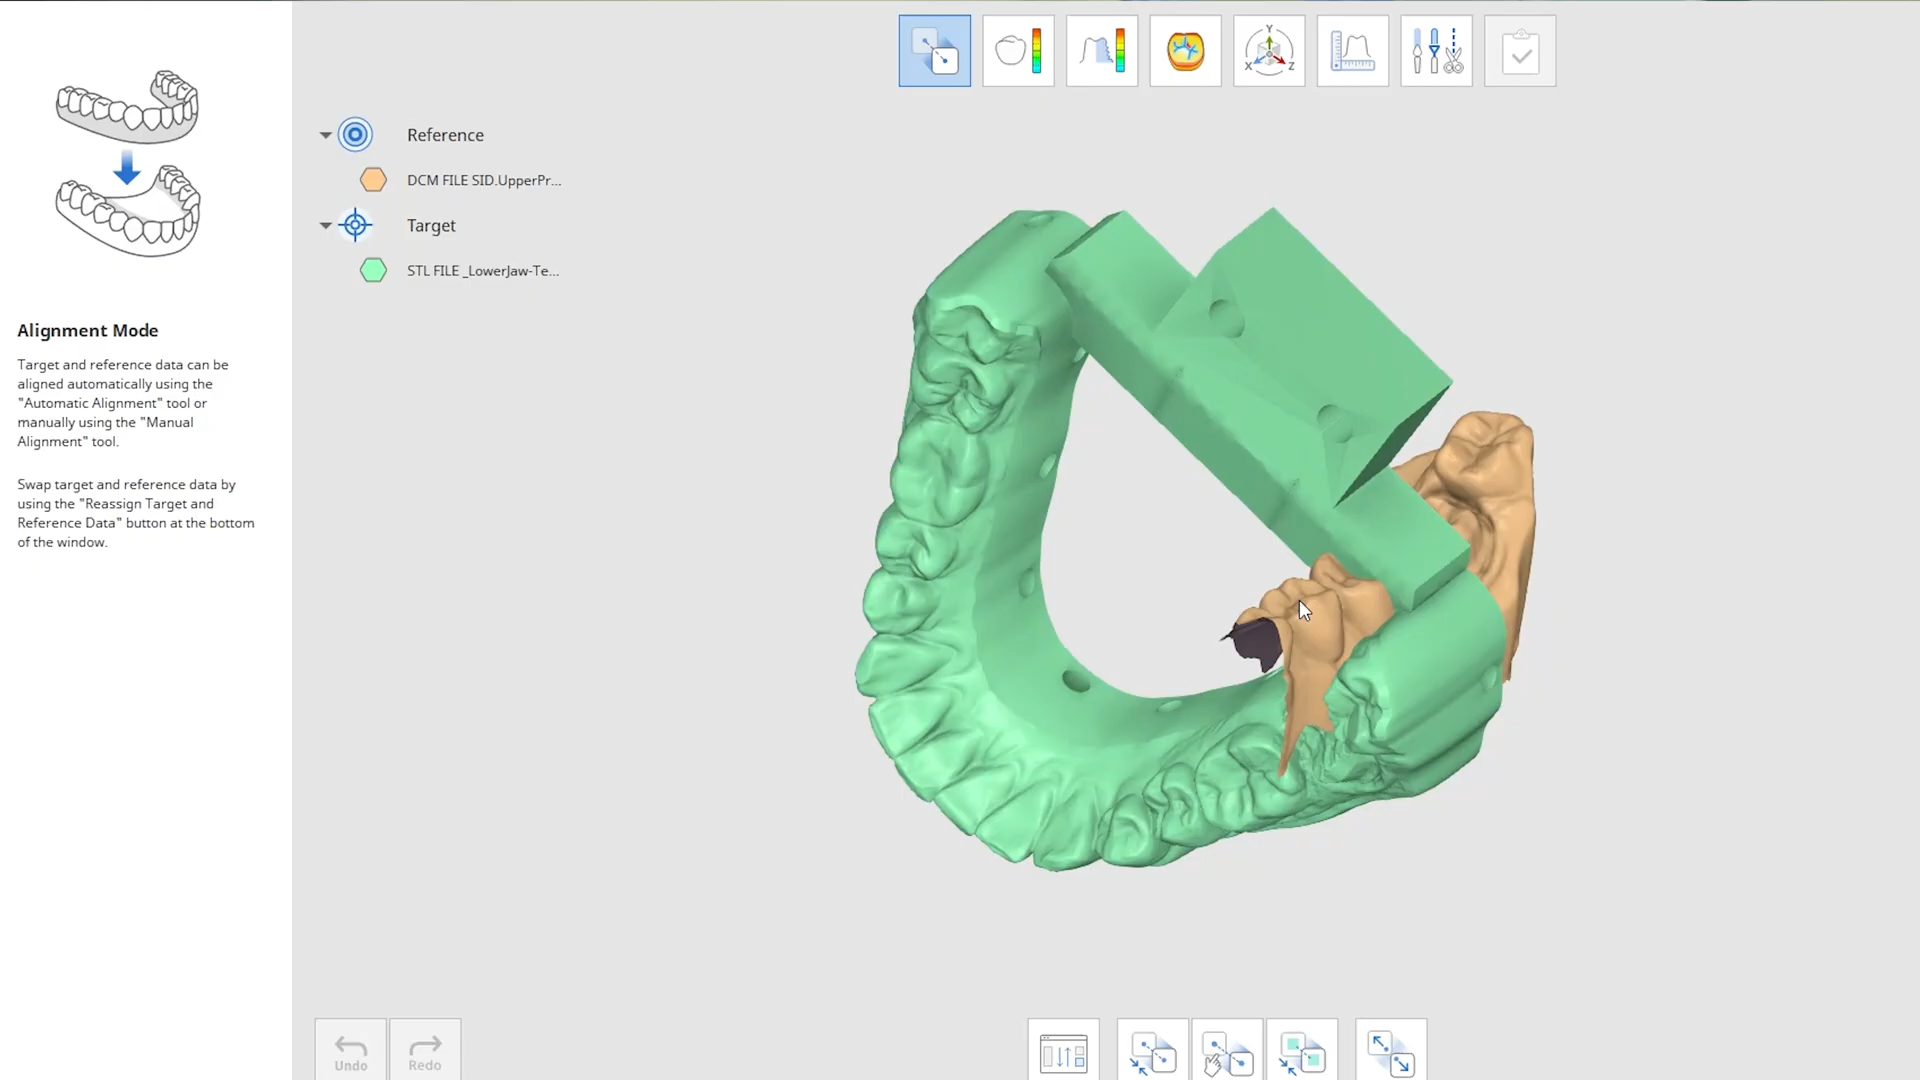 Alignment Mode
Target and reference data can be
aligned automatically using the
"Automatic Alignment" tool or
manually using the "Manual
Alignment" tool.
Swap target and reference data by
using the "Reassign Target and
Reference Data" button at the bottom
of the window.
Reference
DCM FILE SID.UpperPr...
Target
STL FILE _LowerJaw-Te...
Y
X
Z
Undo
Redo